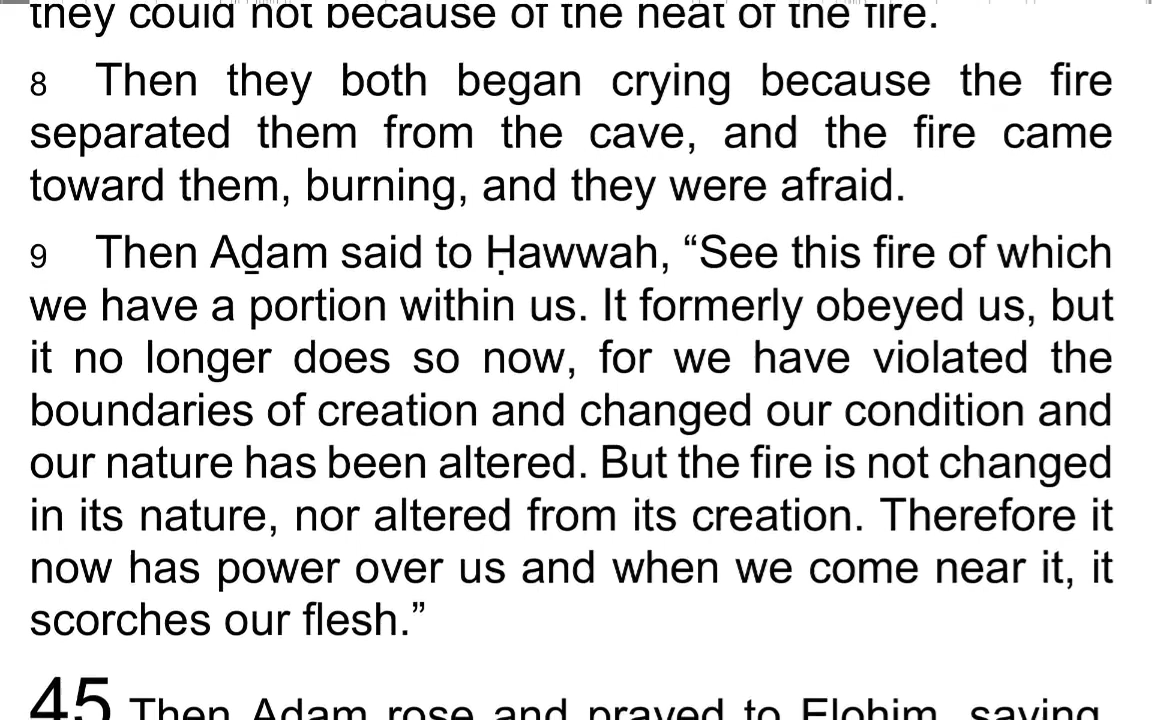 they could not because of the heat of the fire.
8 Then they both began crying because the fire
separated them from the cave, and the fire came
toward them, burning, and they were afraid.
9 Then Aḏam said to Ḥawwah, “See this fire of which
we have a portion within us. It formerly obeyed us, but
it no longer does so now, for we have violated the
boundaries of creation and changed our condition and
our nature has been altered. But the fire is not changed
in its nature, nor altered from its creation. Therefore it
now has power over us and when we come near it, it
scorches our flesh.”
45 Then Adam rose and prayed to Elohim, saying,